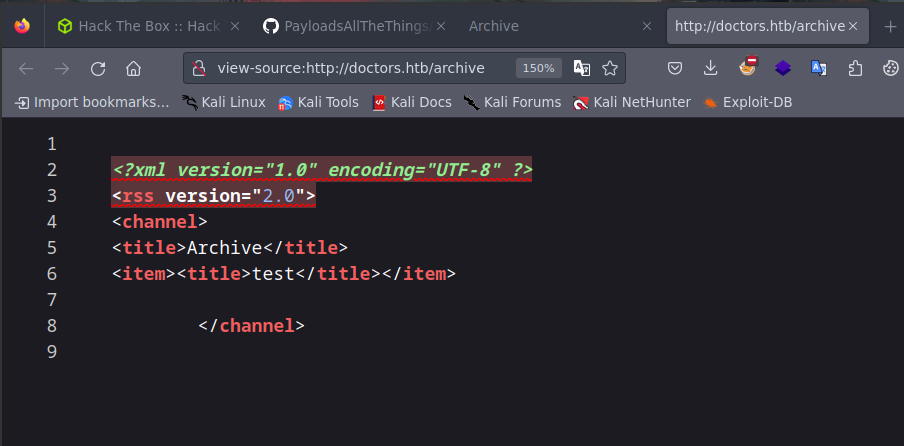 Hack The Box :: Hack
PayloadsAllTheThings/
Archive
http://doctors.htb/archive
view-source:http://doctors.htb/archive
150%
Import bookmarks...
Kali Linux
Kali Tools
Kali Docs
Kali Forums
Kali NetHunter
Exploit-DB
1
2 <?xml version="1.0" encoding="UTF-8" ?>
3 <rss version="2.0">
4 <channel>
5 <title>Archive</title>
6 <item><title>test</title></item>
7
8 </channel>
9